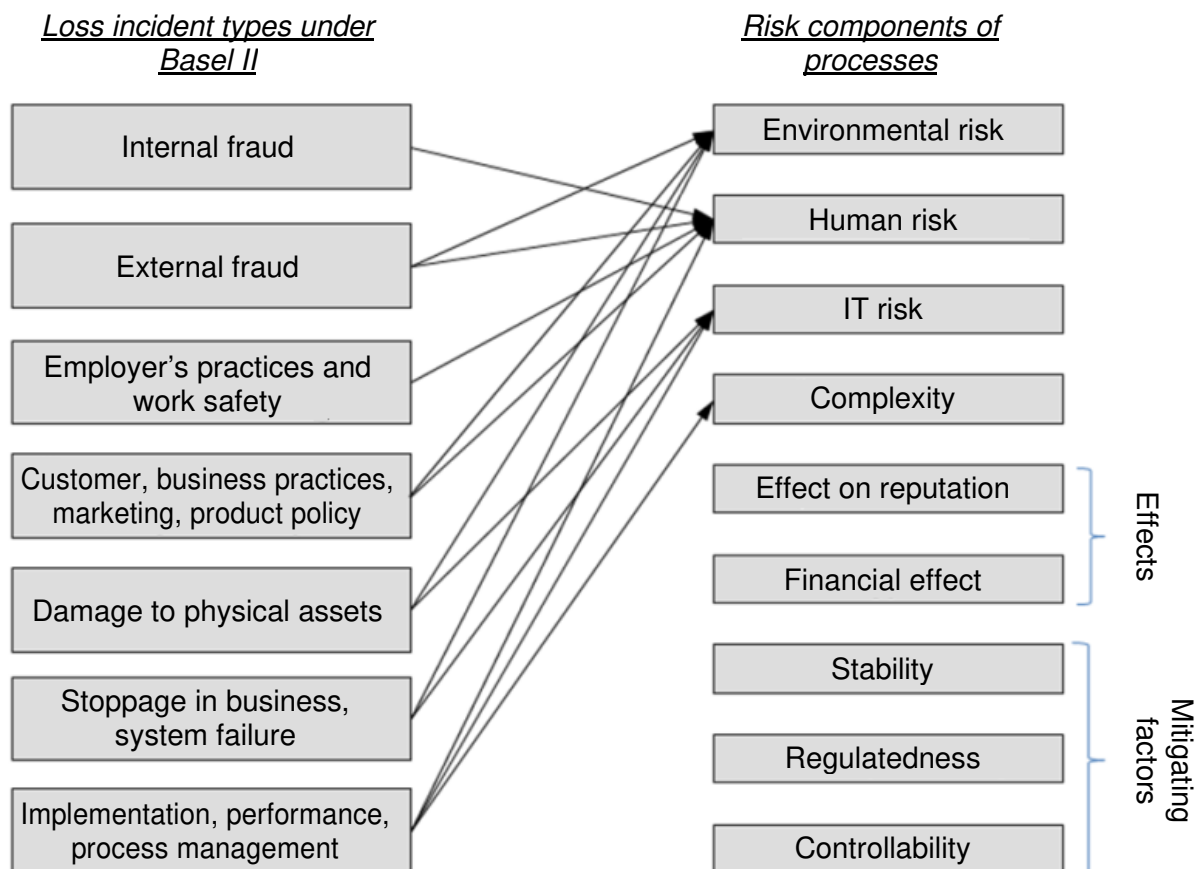 Loss incident types under
Basel II
Risk components of
processes
Internal fraud
External fraud
Employer’s practices and
work safety
Customer, business practices,
marketing, product policy
Damage to physical assets
Stoppage in business,
system failure
Implementation, performance,
process management
Environmental risk
Human risk
IT risk
Complexity
Effect on reputation
Financial effect
Stability
Regulatedness
Controllability
Effects
Mitigating
factors